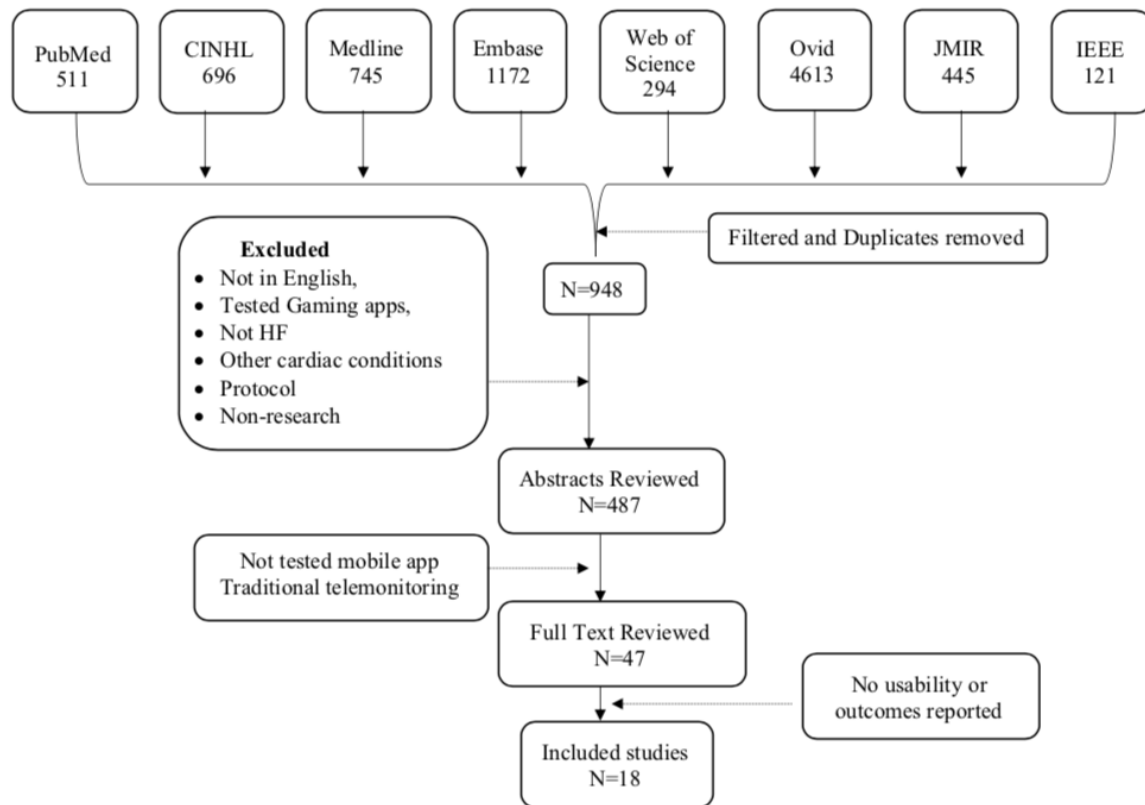 PubMed
511
CINHL
696
Medline
745
Embase
1172
Web of
Science
294
Ovid
4613
JMIR
445
IEEE
121
Filtered and Duplicates removed
N=948
Excluded
• Not in English,
• Tested Gaming apps,
• Not HF
• Other cardiac conditions
• Protocol
• Non-research
Abstracts Reviewed
N=487
Not tested mobile app
Traditional telemonitoring
Full Text Reviewed
N=47
No usability or
outcomes reported
Included studies
N=18